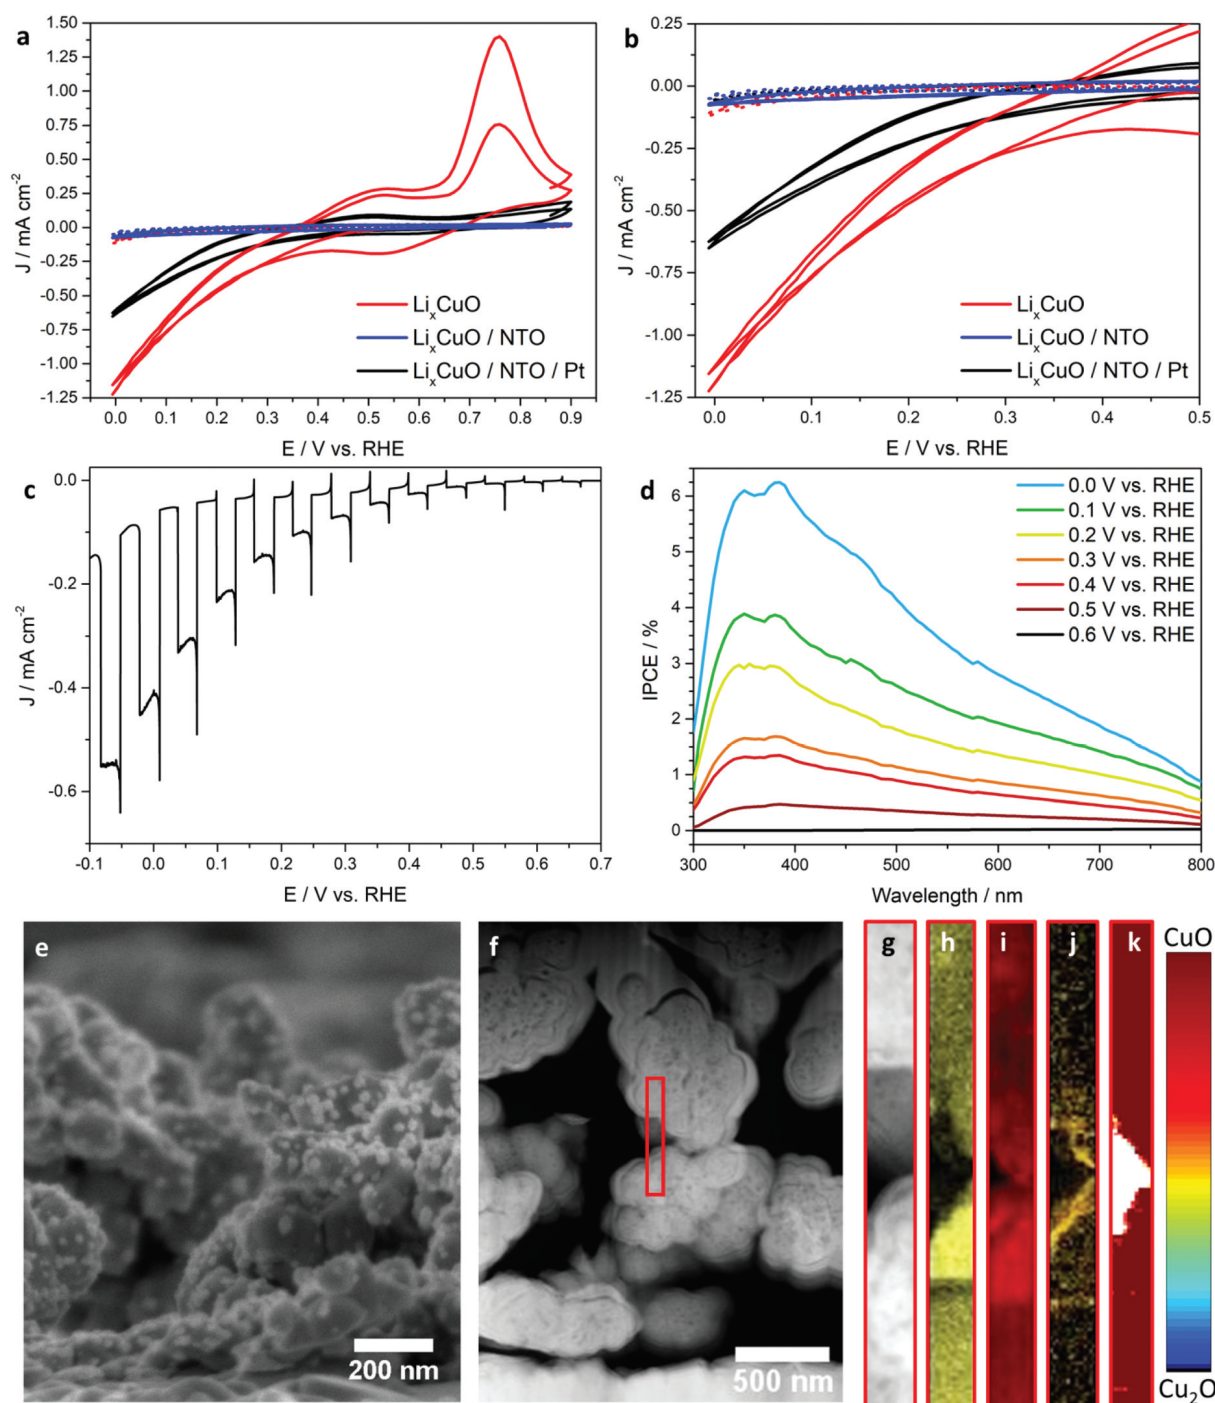 a
1.50
1.25
1.00
0.75
0.50
0.25
0.00
-0.25
-0.50
-0.75
-1.00
-1.25
J / mA cm⁻²
LiₓCuO
LiₓCuO / NTO
LiₓCuO / NTO / Pt
0.0 0.1 0.2 0.3 0.4 0.5 0.6 0.7 0.8 0.9
E / V vs. RHE
b
0.25
0.00
-0.25
-0.50
-0.75
-1.00
-1.25
J / mA cm⁻²
LiₓCuO
LiₓCuO / NTO
LiₓCuO / NTO / Pt
0.0 0.1 0.2 0.3 0.4 0.5
E / V vs. RHE
c
0.0
-0.2
-0.4
-0.6
J / mA cm⁻²
-0.1 0.0 0.1 0.2 0.3 0.4 0.5 0.6 0.7
E / V vs. RHE
d
6
5
4
3
2
1
0
IPCE / %
0.0 V vs. RHE
0.1 V vs. RHE
0.2 V vs. RHE
0.3 V vs. RHE
0.4 V vs. RHE
0.5 V vs. RHE
0.6 V vs. RHE
300 400 500 600 700 800
Wavelength / nm
e
200 nm
f
500 nm
g h i j k
CuO
Cu₂O